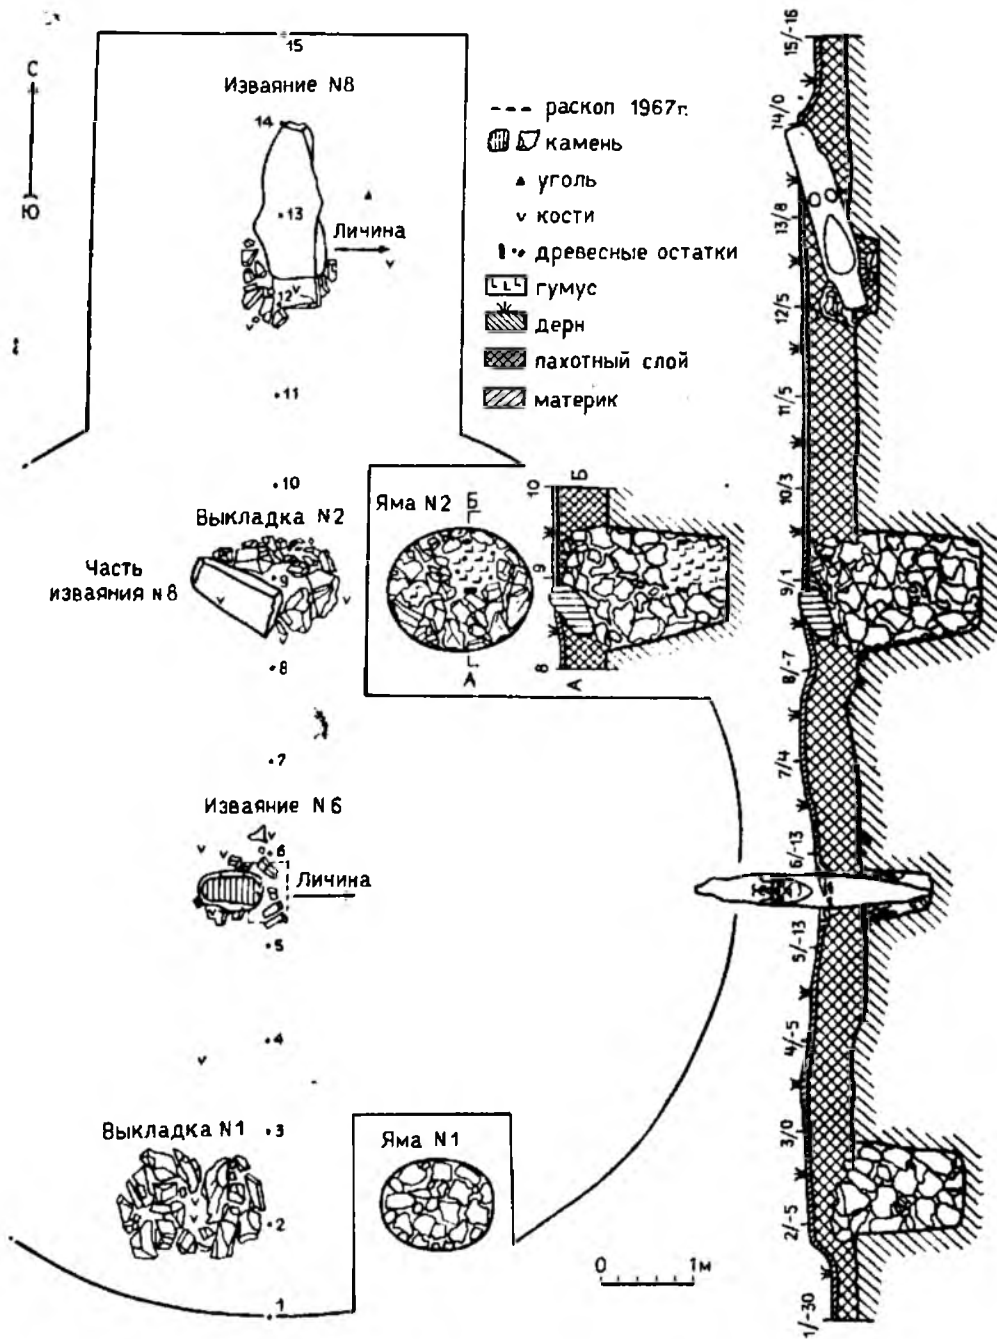 С
Ю
15
Изваяние N8
14
13
Личина
12
11
10
Выкладка N2
Часть
изваяния N8
9
8
7
Изваяние N6
6
Личина
5
4
Выкладка N1
3
2
1
раскоп 1967г.
камень
уголь
кости
древесные остатки
гумус
дерн
пахотный слой
материк
Яма N2
Б
А
10
Б
9
8
А
Яма N1
0 1м
15/-16
14/0
13/8
12/5
11/5
10/3
9/1
8/-7
7/4
6/-13
5/-13
4/-5
3/0
2/-5
1/-30